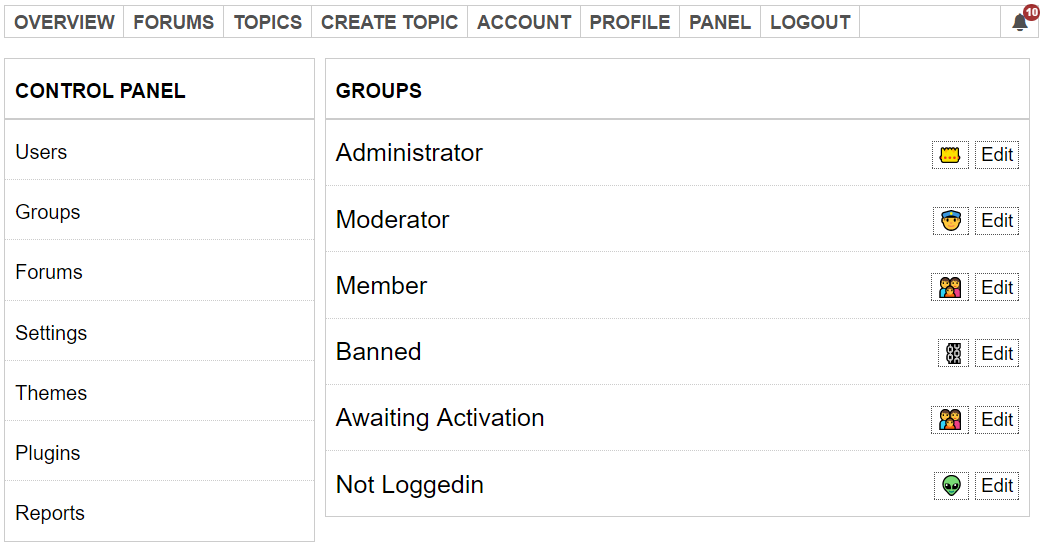 OVERVIEW FORUMS TOPICS CREATE TOPIC ACCOUNT PROFILE PANEL LOGOUT 10
CONTROL PANEL
Users
Groups
Forums
Settings
Themes
Plugins
Reports
GROUPS
Administrator Edit
Moderator Edit
Member Edit
Banned Edit
Awaiting Activation Edit
Not Loggedin Edit